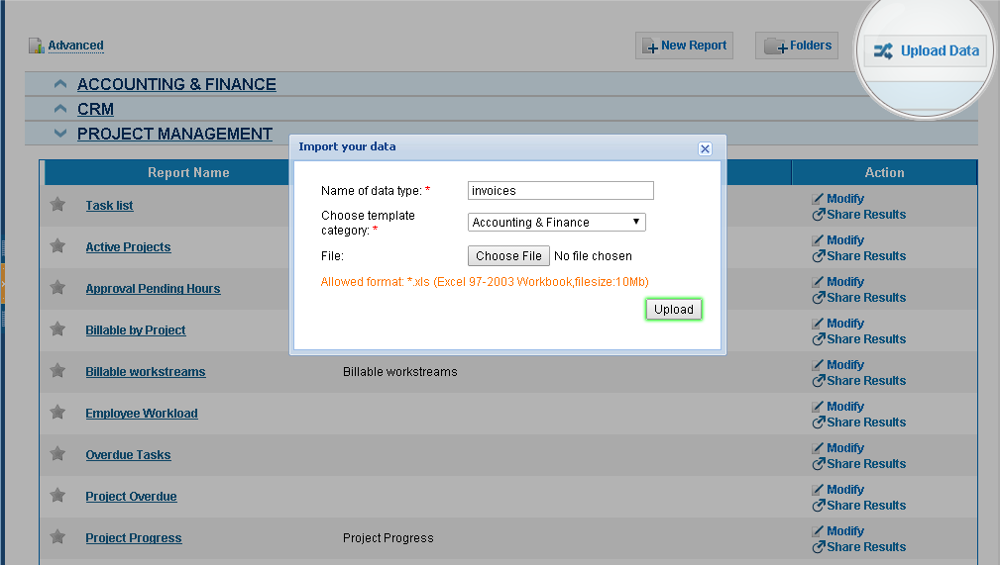 Advanced
New Report
Folders
Upload Data
ACCOUNTING & FINANCE
CRM
PROJECT MANAGEMENT
Import your data
Report Name
Action
Name of data type: *
invoices
Choose template
category: *
Accounting & Finance
File:
Choose File No file chosen
Allowed format: *.xls (Excel 97-2003 Workbook,filesize:10Mb)
Upload
Task list
Modify
Share Results
Active Projects
Modify
Share Results
Approval Pending Hours
Modify
Share Results
Billable by Project
Modify
Share Results
Billable workstreams
Billable workstreams
Modify
Share Results
Employee Workload
Modify
Share Results
Overdue Tasks
Modify
Share Results
Project Overdue
Modify
Share Results
Project Progress
Project Progress
Modify
Share Results